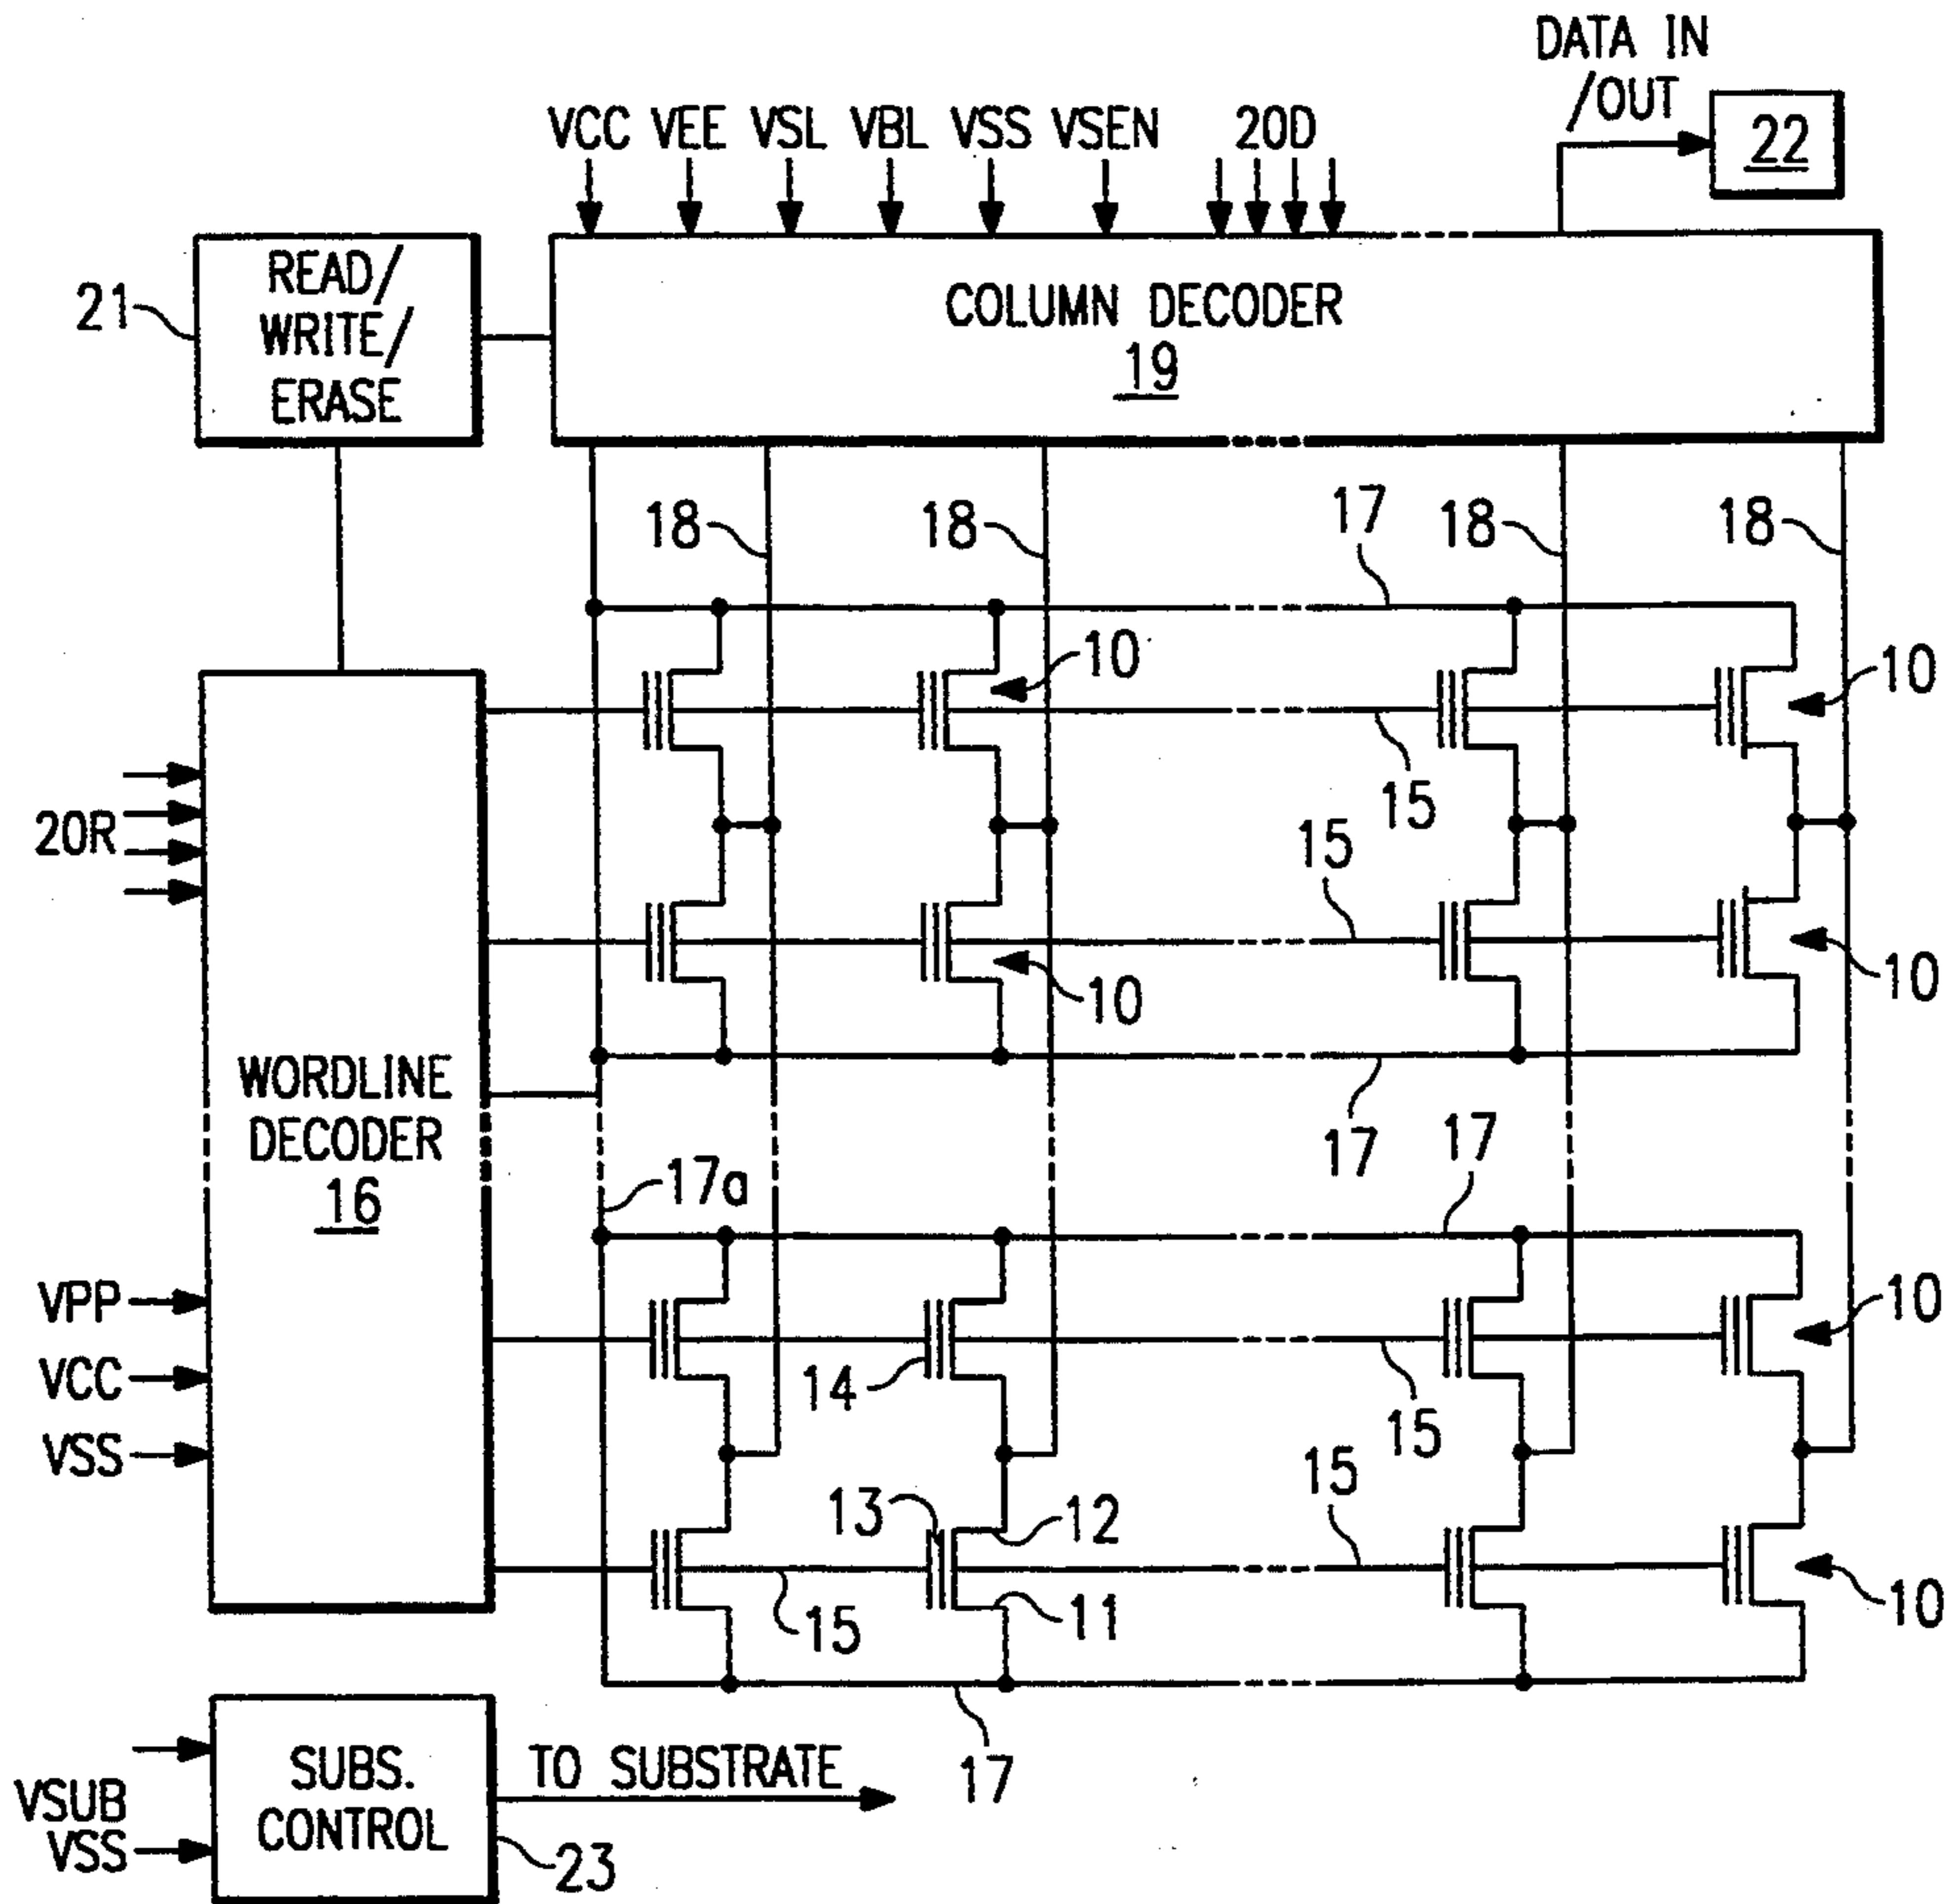 DATA IN
/OUT
22
VCC VEE VSL VBL VSS VSEN 20D
21
READ/
WRITE/
ERASE
COLUMN DECODER
19
18 18 17 18 18
10 10
15
20R
15
10 10
WORDLINE
DECODER
16
17 17
17a
VPP
VCC
VSS
10
14 15
15
13 12
15 11 10
17
VSUB
VSS
SUBS.
CONTROL
TO SUBSTRATE
23